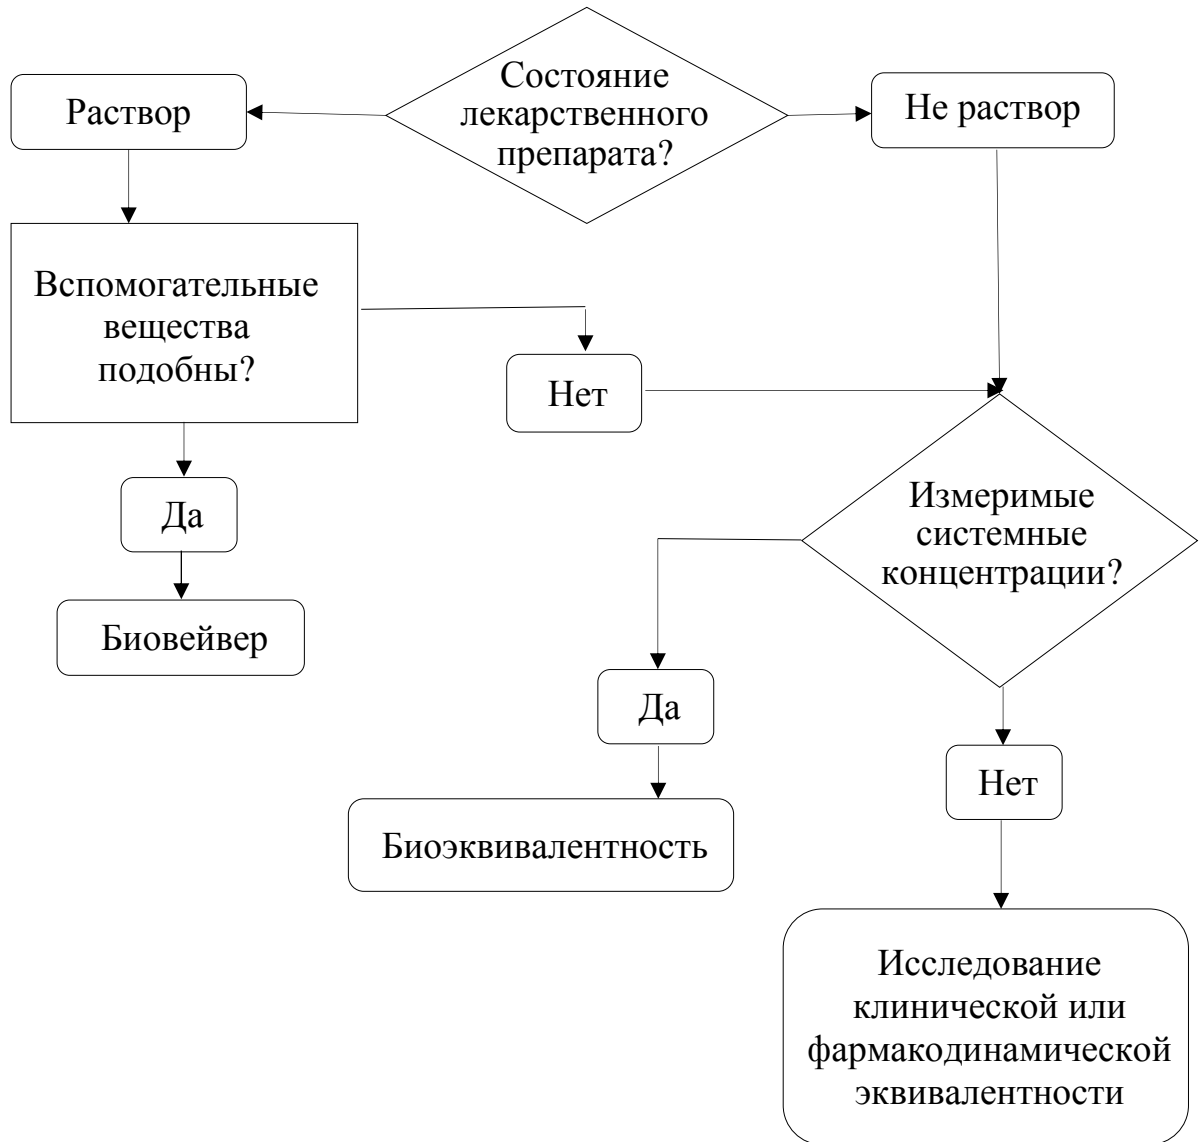 Состояние
лекарственного
препарата?
Раствор
Не раствор
Вспомогательные
вещества
подобны?
Нет
Да
Биовейвер
Измеримые
системные
концентрации?
Да
Биоэквивалентность
Нет
Исследование
клинической или
фармакодинамической
эквивалентности